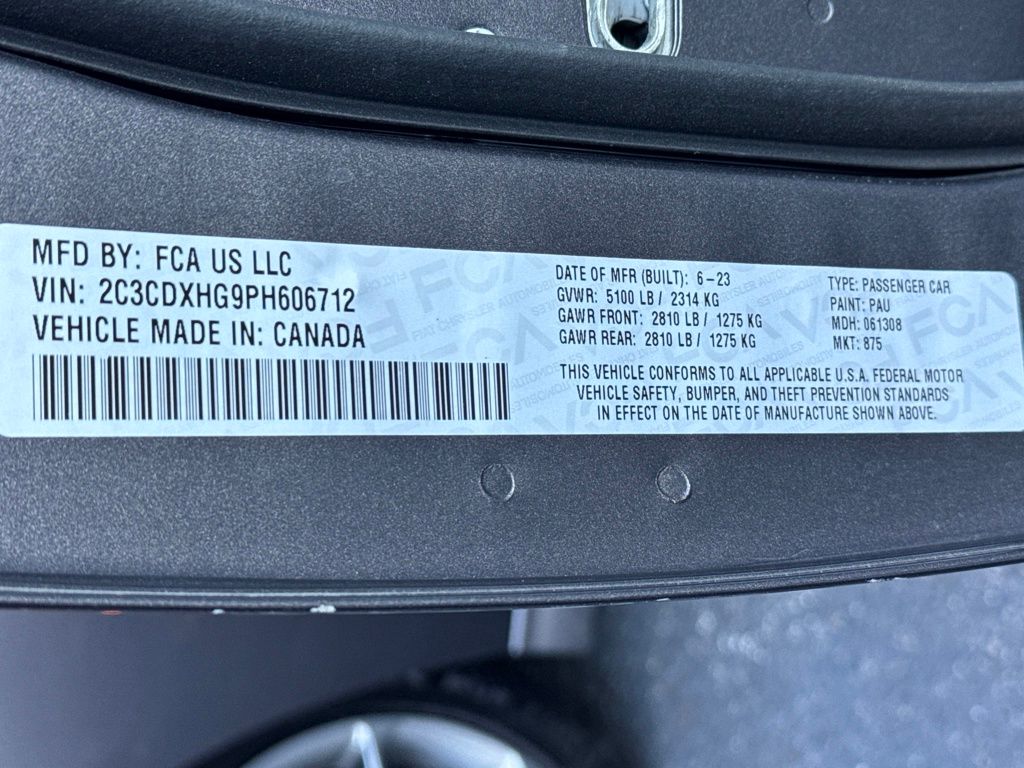 MFD BY: FCA US LLC
VIN: 2C3CDXHG9PH606712
VEHICLE MADE IN: CANADA
DATE OF MFR (BUILT): 6-23
GVWR: 5100 LB / 2314 KG
GAWR FRONT: 2810 LB / 1275 KG
GAWR REAR: 2810 LB / 1275 KG
TYPE: PASSENGER CAR
PAINT: PAU
MDH: 061308
MKT: 875
THIS VEHICLE CONFORMS TO ALL APPLICABLE U.S.A. FEDERAL MOTOR
VEHICLE SAFETY, BUMPER, AND THEFT PREVENTION STANDARDS
IN EFFECT ON THE DATE OF MANUFACTURE SHOWN ABOVE.